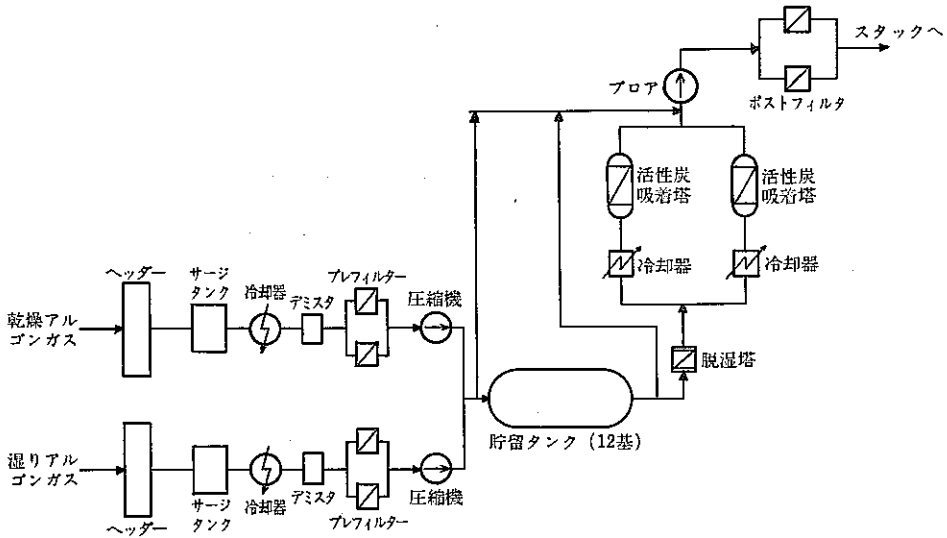 スタックへ
ブロア
ポストフィルタ
活性炭
吸着塔
活性炭
吸着塔
冷却器
冷却器
脱湿塔
ヘッダー
サージ
タンク
冷却器
デミスタ
プレフィルター
圧縮機
乾燥アル
ゴンガス
貯留タンク (12基)
湿りアル
ゴンガス
ヘッダー
サージ
タンク
冷却器
デミスタ
プレフィルター
圧縮機